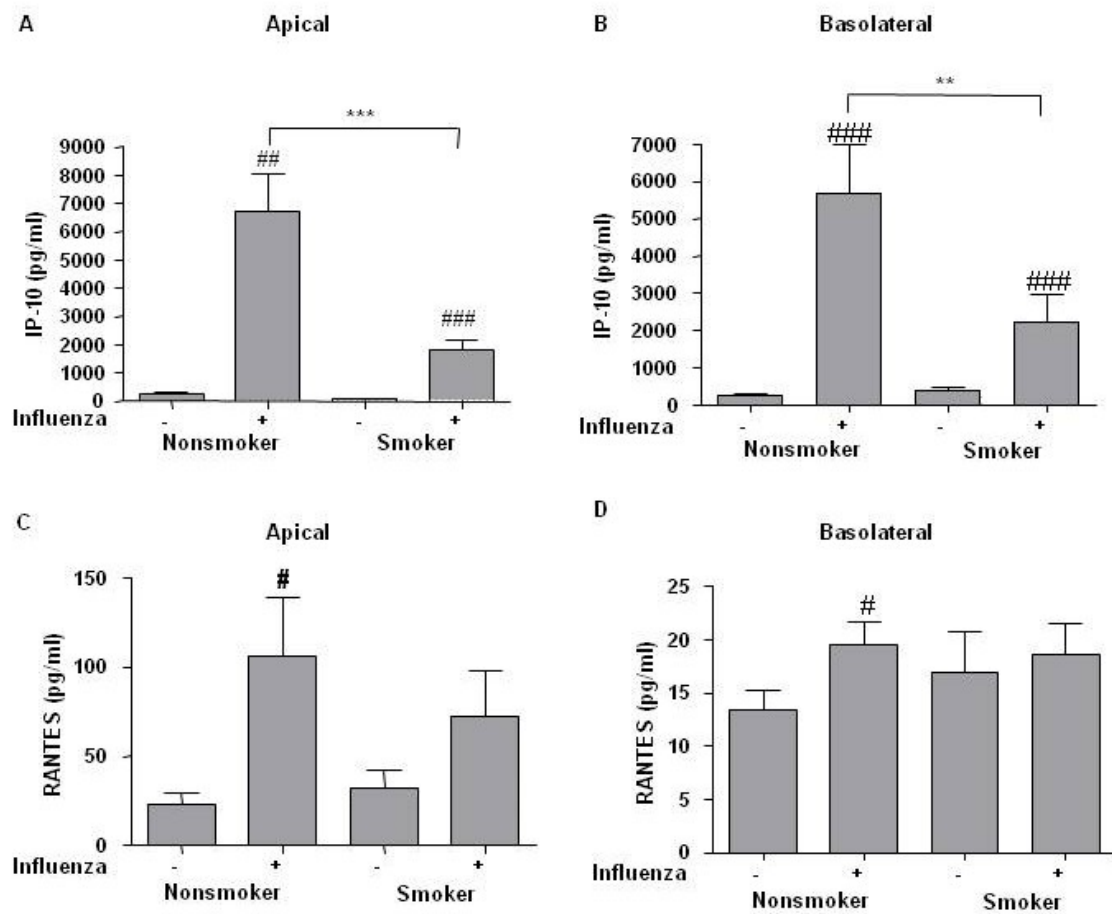 A
Apical
***
9000
8000
7000
6000
5000
4000
3000
2000
1000
0
IP-10 (pg/ml)
##
###
Influenza - + - +
Nonsmoker Smoker
B
Basolateral
**
7000
6000
5000
4000
3000
2000
1000
0
IP-10 (pg/ml)
####
####
Influenza - + - +
Nonsmoker Smoker
C
Apical
150
100
50
0
RANTES (pg/ml)
#
Influenza - + - +
Nonsmoker Smoker
D
Basolateral
25
20
15
10
5
0
RANTES (pg/ml)
#
Influenza - + - +
Nonsmoker Smoker